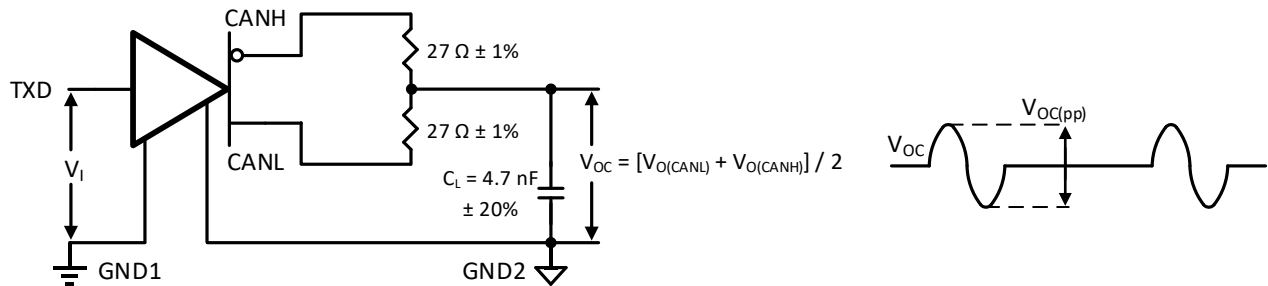 CANH
27 Ω ± 1%
TXD
V_OC(pp)
27 Ω ± 1%
V_OC
V_I
CANL
V_OC = [V_O(CANL) + V_O(CANH)] / 2
C_L = 4.7 nF
± 20%
GND1
GND2